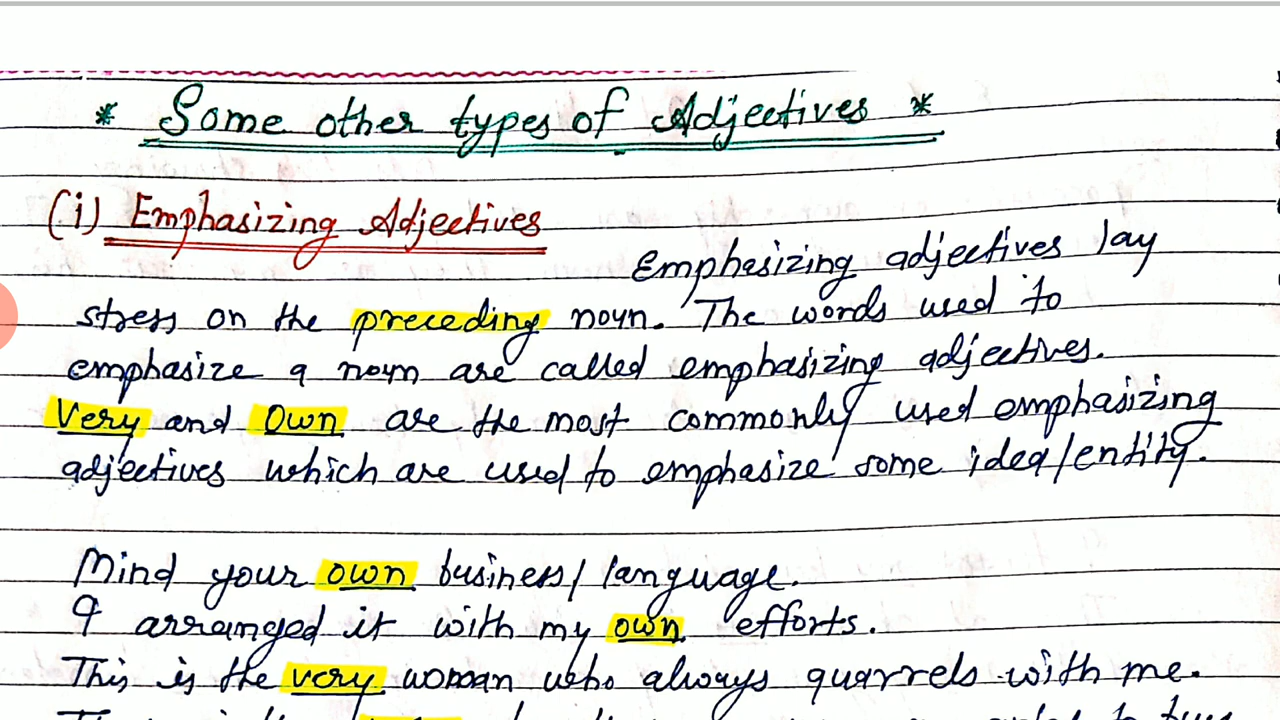 * Some other types of Adjectives *
(i) Emphasizing Adjectives
Emphasizing adjectives lay
stress on the preceding noun. The words used to
emphasize a noun are called emphasizing adjectives.
Very and Own are the most commonly used emphasizing
adjectives which are used to emphasize some idea/entity.
Mind your own business/language.
I arranged it with my own efforts.
This is the very woman who always quarrels with me.